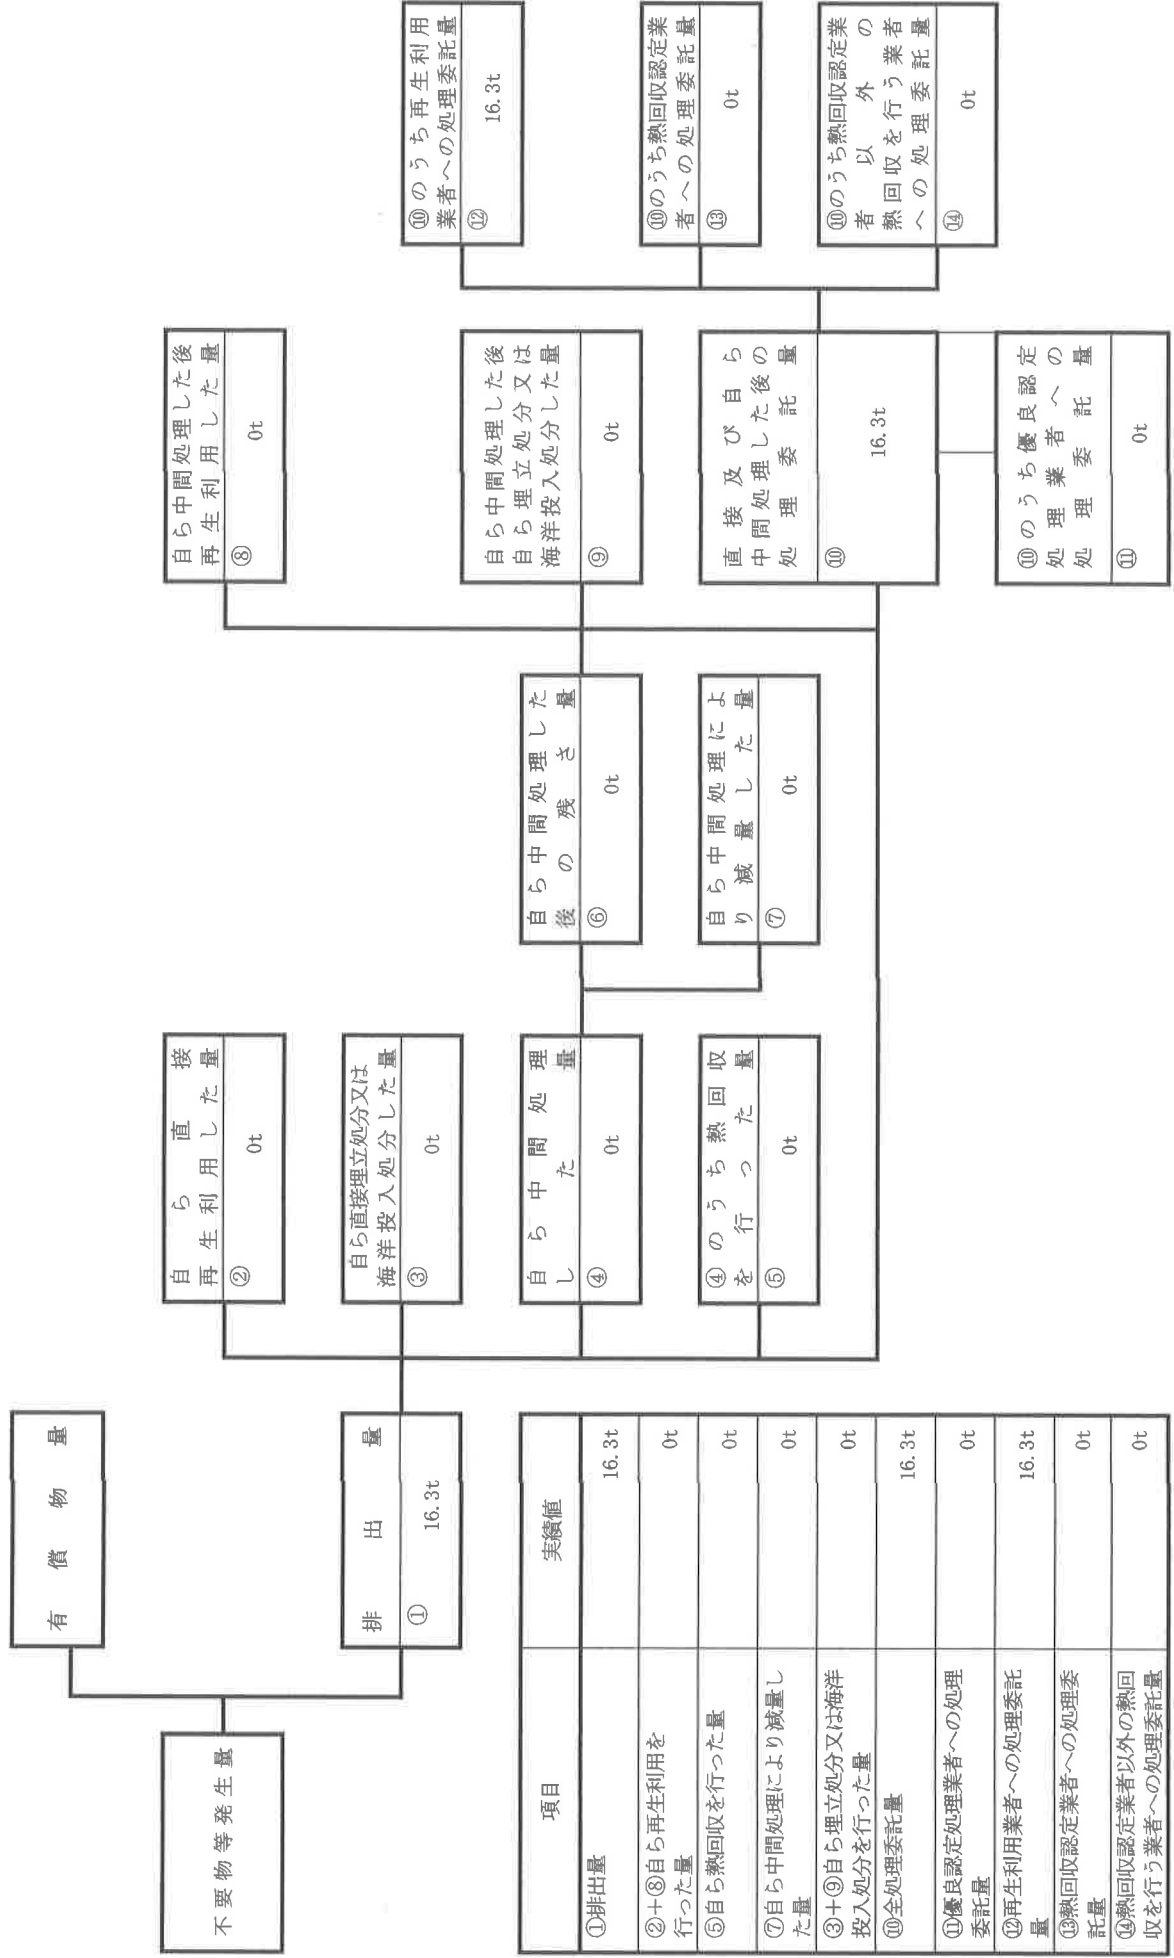 有償物量
不要物等発生量
排出量
① 16.3t
自ら直接
再生利用した量
② 0t
自ら直接埋立処分又は
海洋投入処分した量
③ 0t
自ら中間処理
した量
④ 0t
④のうち熱回収
を行った量
⑤ 0t
自ら中間処理した
後の残さ量
⑥ 0t
自ら中間処理によ
り減量した量
⑦ 0t
自ら中間処理した後
再生利用した量
⑧ 0t
自ら中間処理した後
自ら埋立処分又は
海洋投入処分した量
⑨ 0t
直接及び自ら
中間処理した後の
処理委託量
⑩ 16.3t
⑩のうち優良認定
処理業者への
処理委託量
⑪ 0t
⑩のうち再生利用
業者への処理委託量
⑫ 16.3t
⑩のうち熱回収認定業
者への処理委託量
⑬ 0t
⑩のうち熱回収認定業
者以外の
熱回収を行う業者
への処理委託量
⑭ 0t
項目 実績値
①排出量 16.3t
②+⑧自ら再生利用を
行った量 0t
⑤自ら熱回収を行った量 0t
⑦自ら中間処理により減量し
た量 0t
③+⑨自ら埋立処分又は海洋
投入処分を行った量 0t
⑩全処理委託量 16.3t
⑪優良認定処理業者への処理
委託量 0t
⑫再生利用業者への処理委託
量 16.3t
⑬熱回収認定業者への処理委
託量 0t
⑭熱回収認定業者以外の熱回
収を行う業者への処理委託量 0t